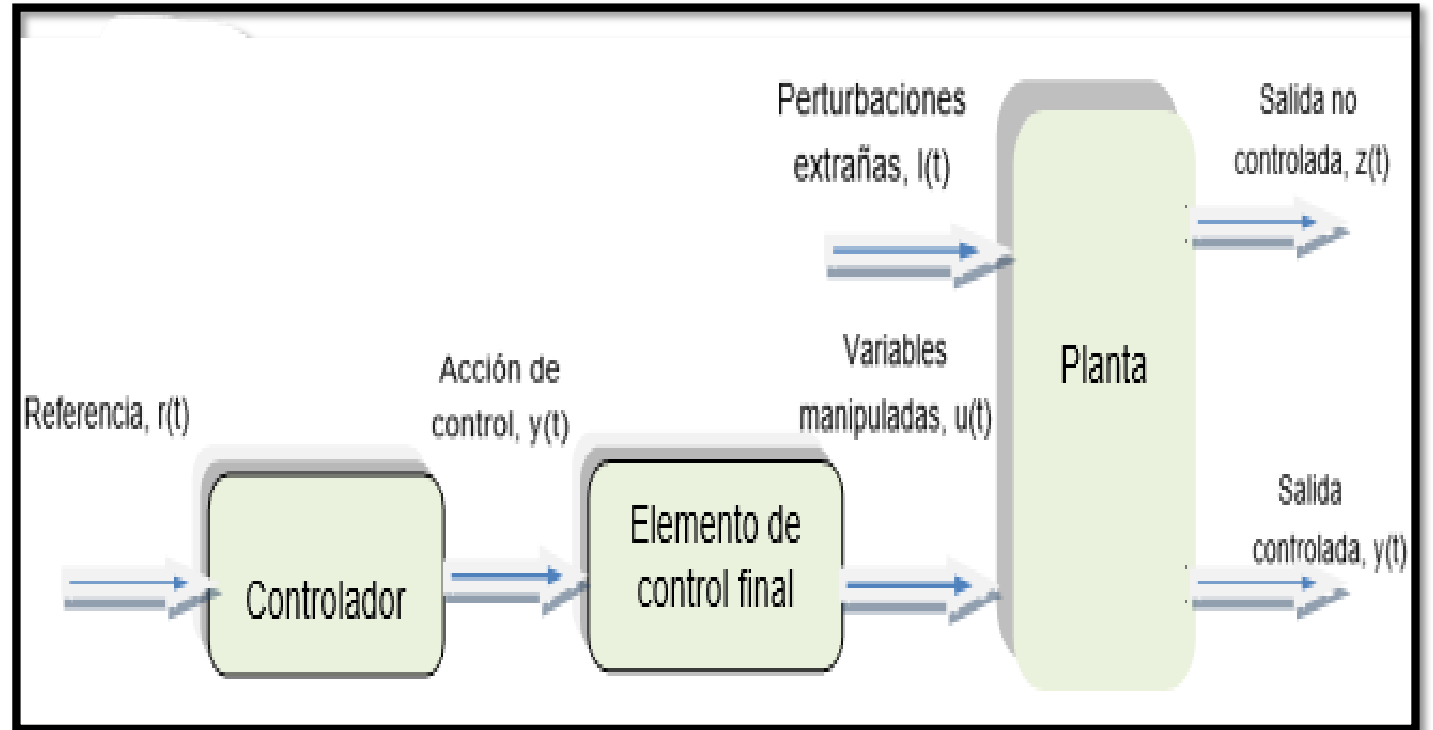 Perturbaciones
extrañas, l(t)
Salida no
controlada, z(t)
Referencia, r(t)
Acción de
control, y(t)
Variables
manipuladas, u(t)
Planta
Controlador
Elemento de
control final
Salida
controlada, y(t)